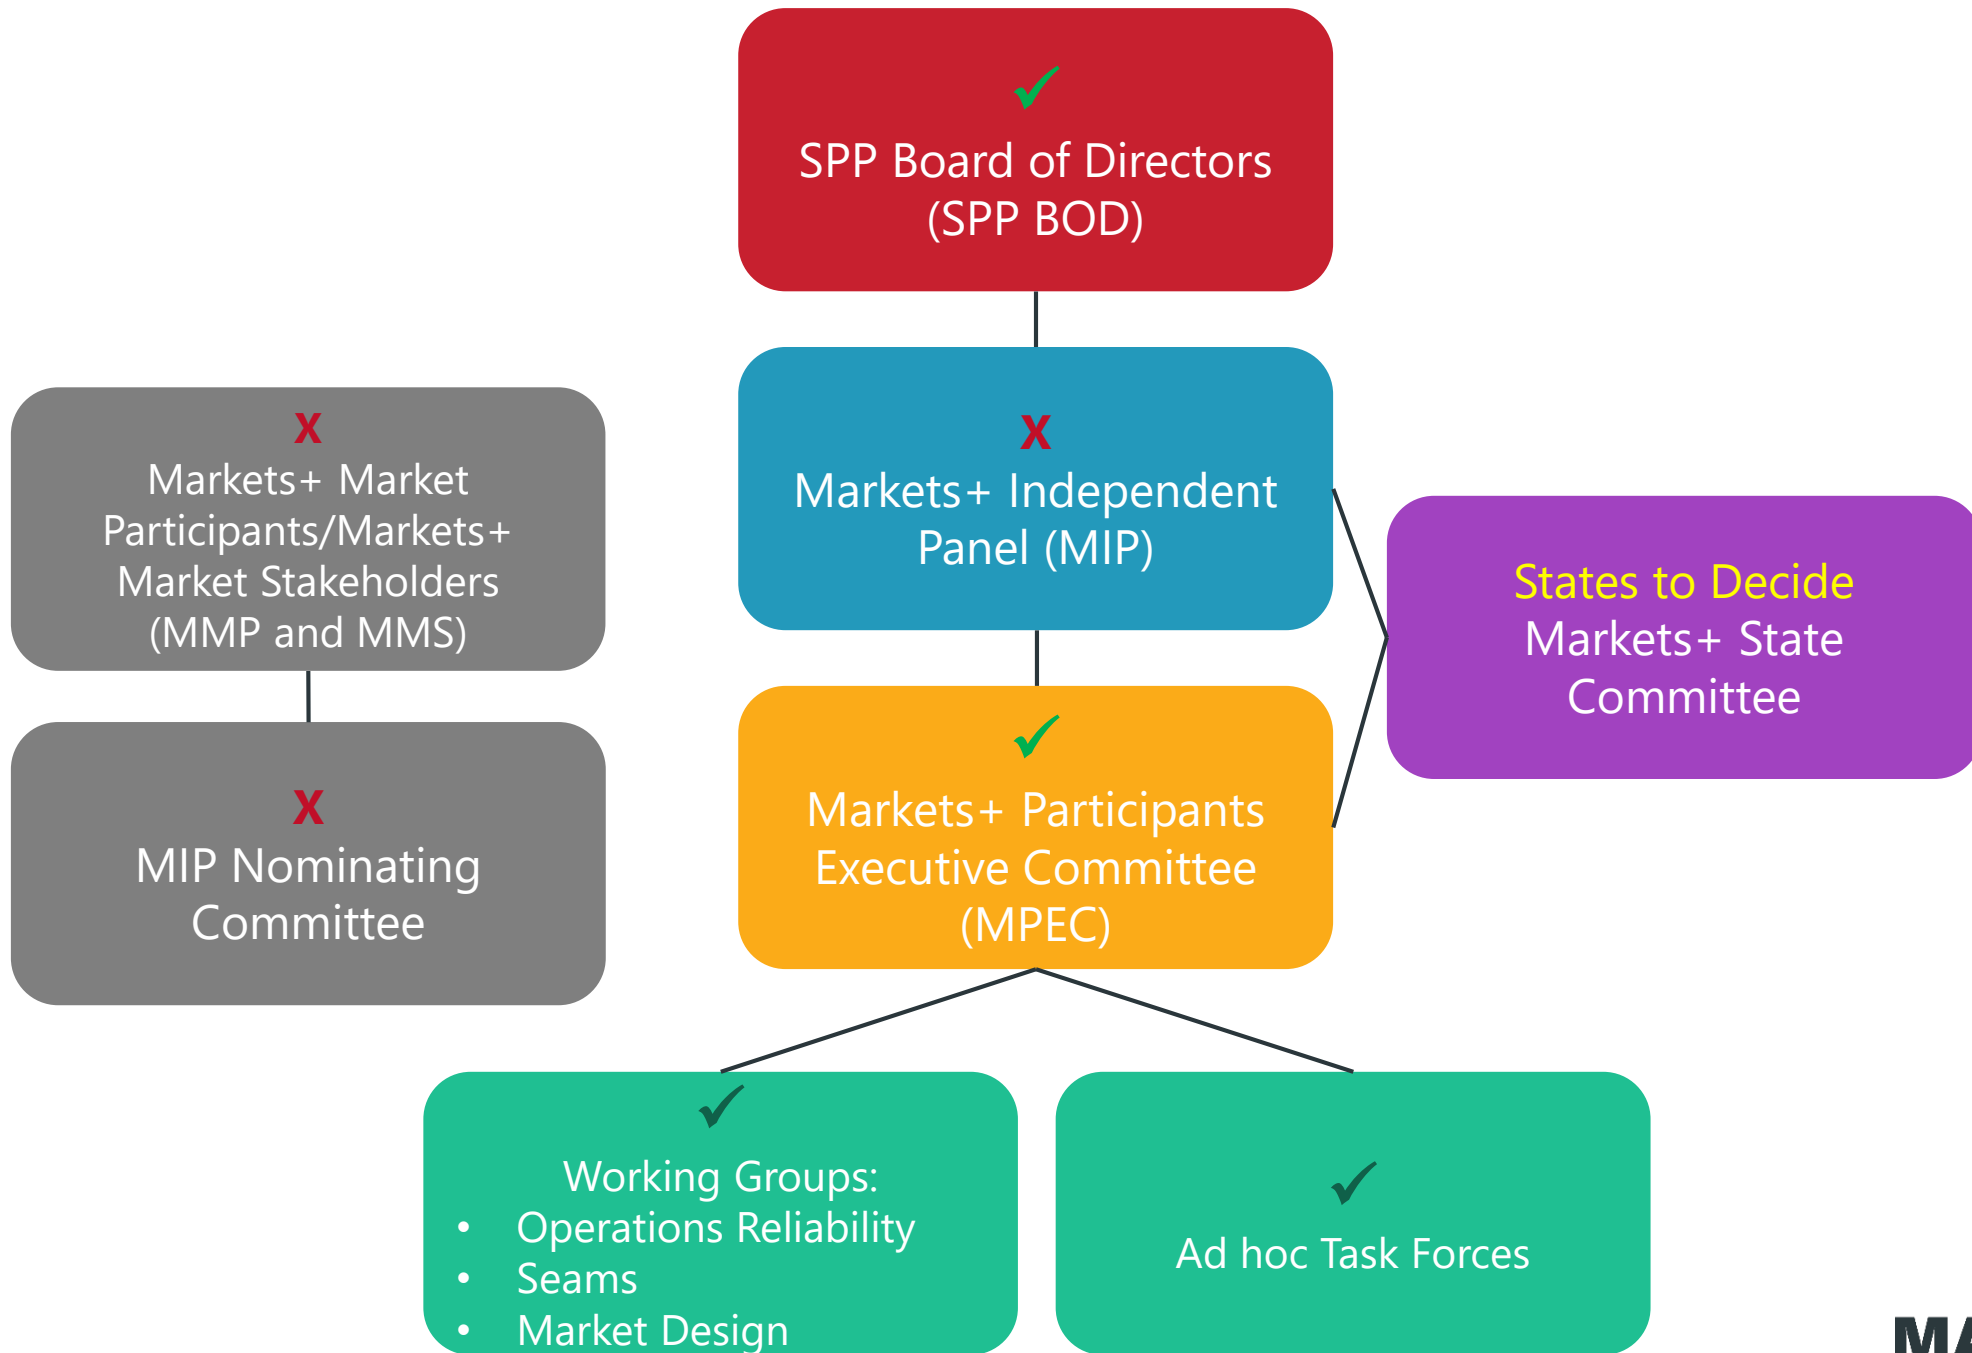 ✓
SPP Board of Directors
(SPP BOD)
X
Markets+ Market
Participants/Markets+
Market Stakeholders
(MMP and MMS)
X
Markets+ Independent
Panel (MIP)
States to Decide
Markets+ State
Committee
X
MIP Nominating
Committee
✓
Markets+ Participants
Executive Committee
(MPEC)
✓
Working Groups:
• Operations Reliability
• Seams
• Market Design
✓
Ad hoc Task Forces